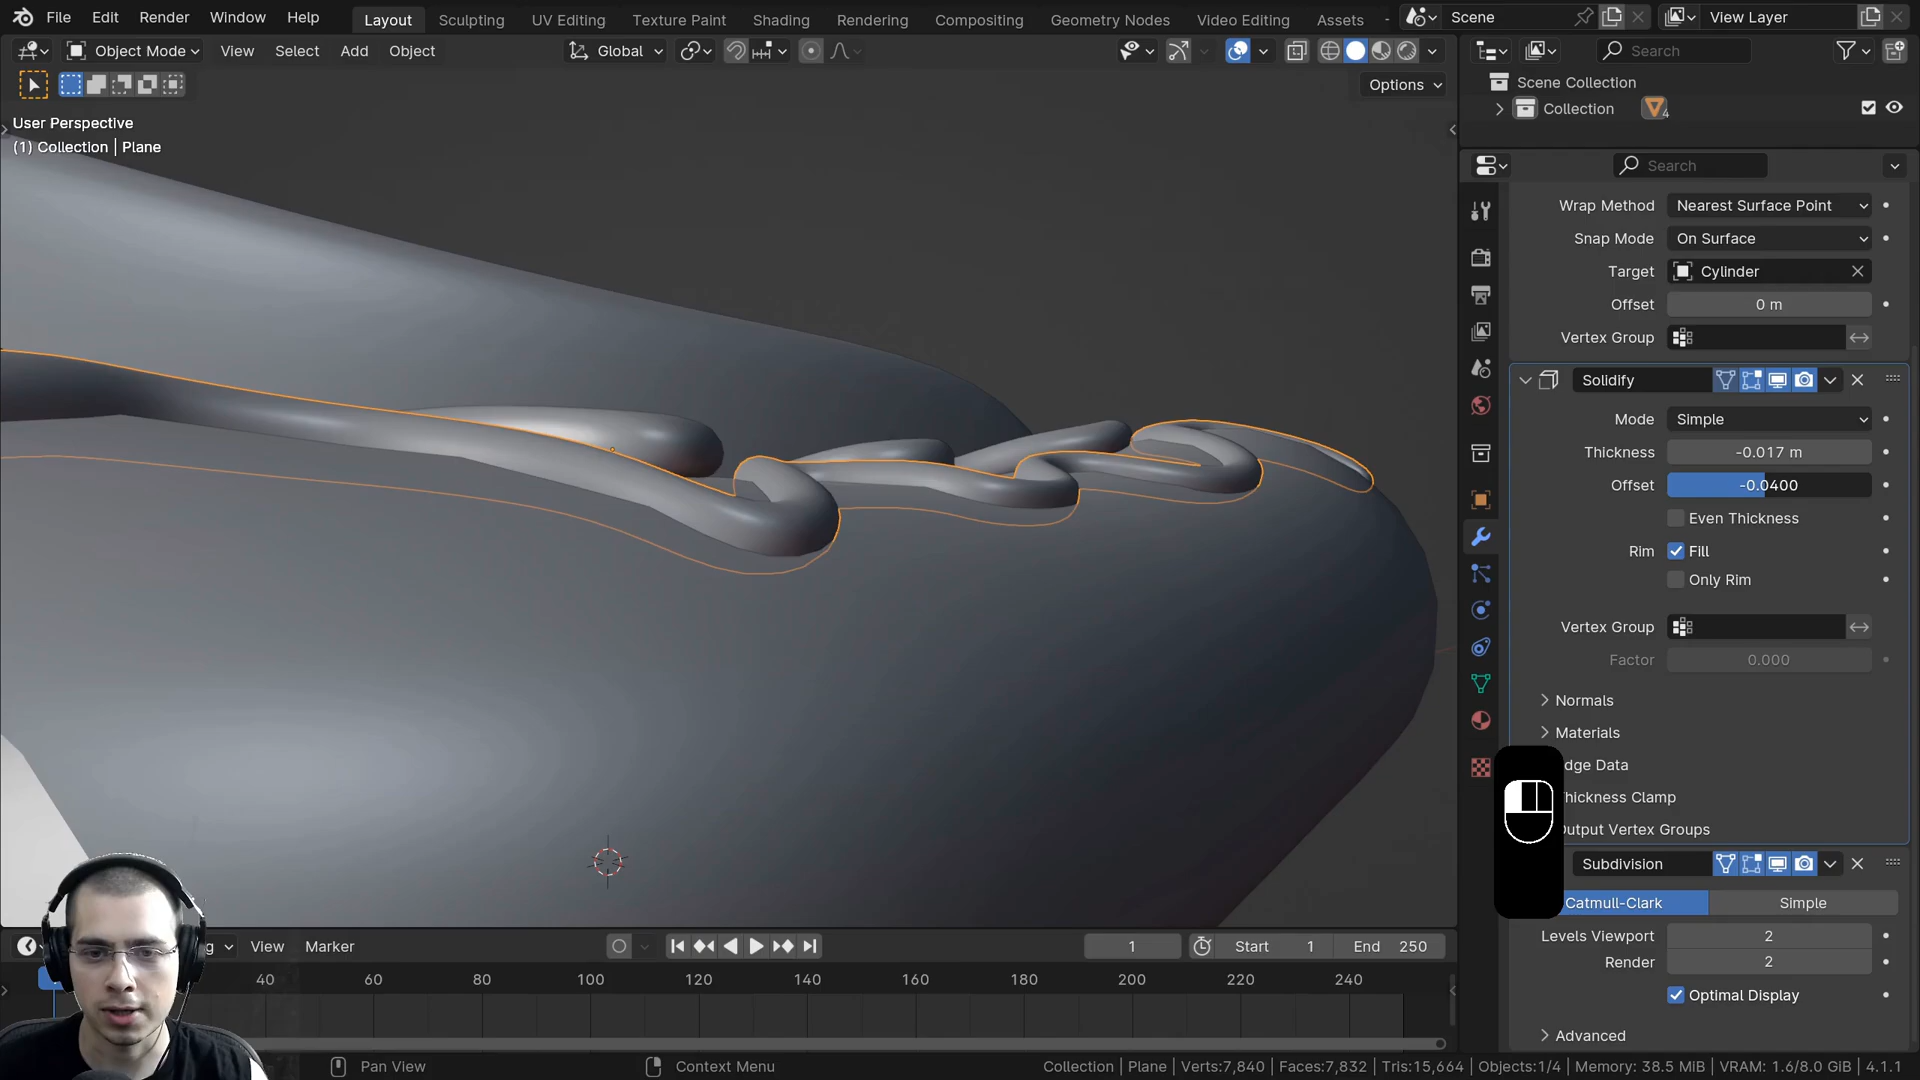 File Edit Render Window Help Layout Sculpting UV Editing Texture Paint Shading Rendering Compositing Geometry Nodes Video Editing Assets Scene View Layer
Object Mode View Select Add Object Global Search
Options
Scene Collection
Collection 4
User Perspective
(1) Collection | Plane
Search
Wrap Method Nearest Surface Point
Snap Mode On Surface
Target Cylinder
Offset 0 m
Vertex Group
Solidify
Mode Simple
Thickness -0.017 m
Offset -0.0400
Even Thickness
Rim Fill
Only Rim
Vertex Group
Factor 0.000
Normals
Materials
dge Data
hickness Clamp
utput Vertex Groups
Subdivision
Catmull-Clark Simple
Levels Viewport 2
Render 2
Optimal Display
Advanced
g View Marker 1 Start 1 End 250
40 60 80 100 120 140 160 180 200 220 240
Pan View Context Menu Collection | Plane | Verts:7,840 | Faces:7,832 | Tris:15,664 | Objects:1/4 | Memory: 38.5 MiB | VRAM: 1.6/8.0 GiB | 4.1.1